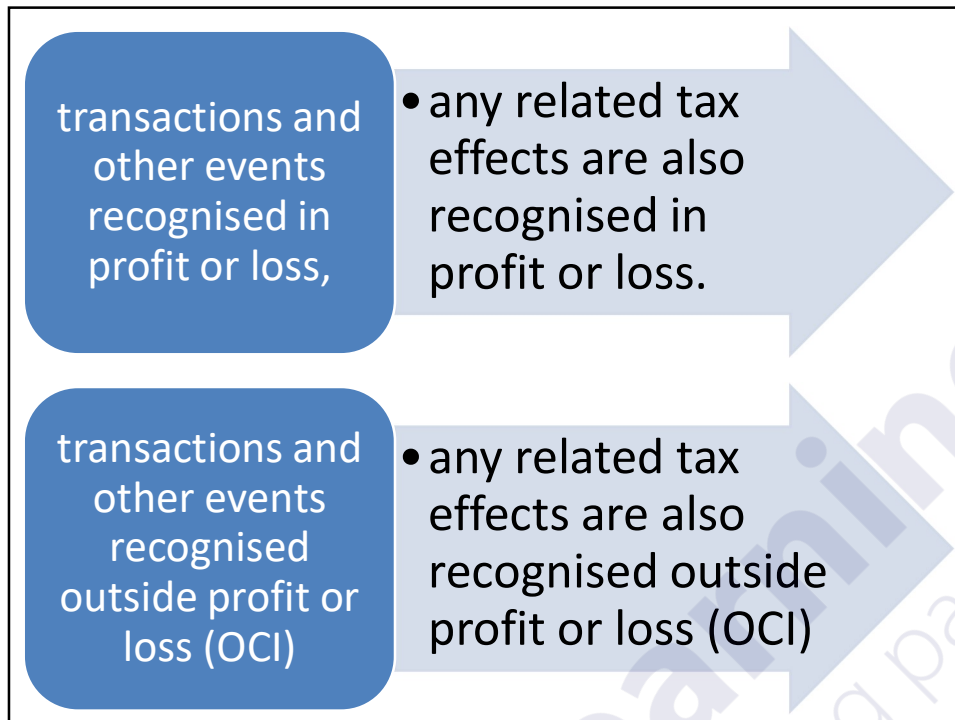 transactions and
other events
recognised in
profit or loss,
•any related tax
effects are also
recognised in
profit or loss.
transactions and
other events
recognised
outside profit or
loss (OCI)
•any related tax
effects are also
recognised outside
profit or loss (OCI)